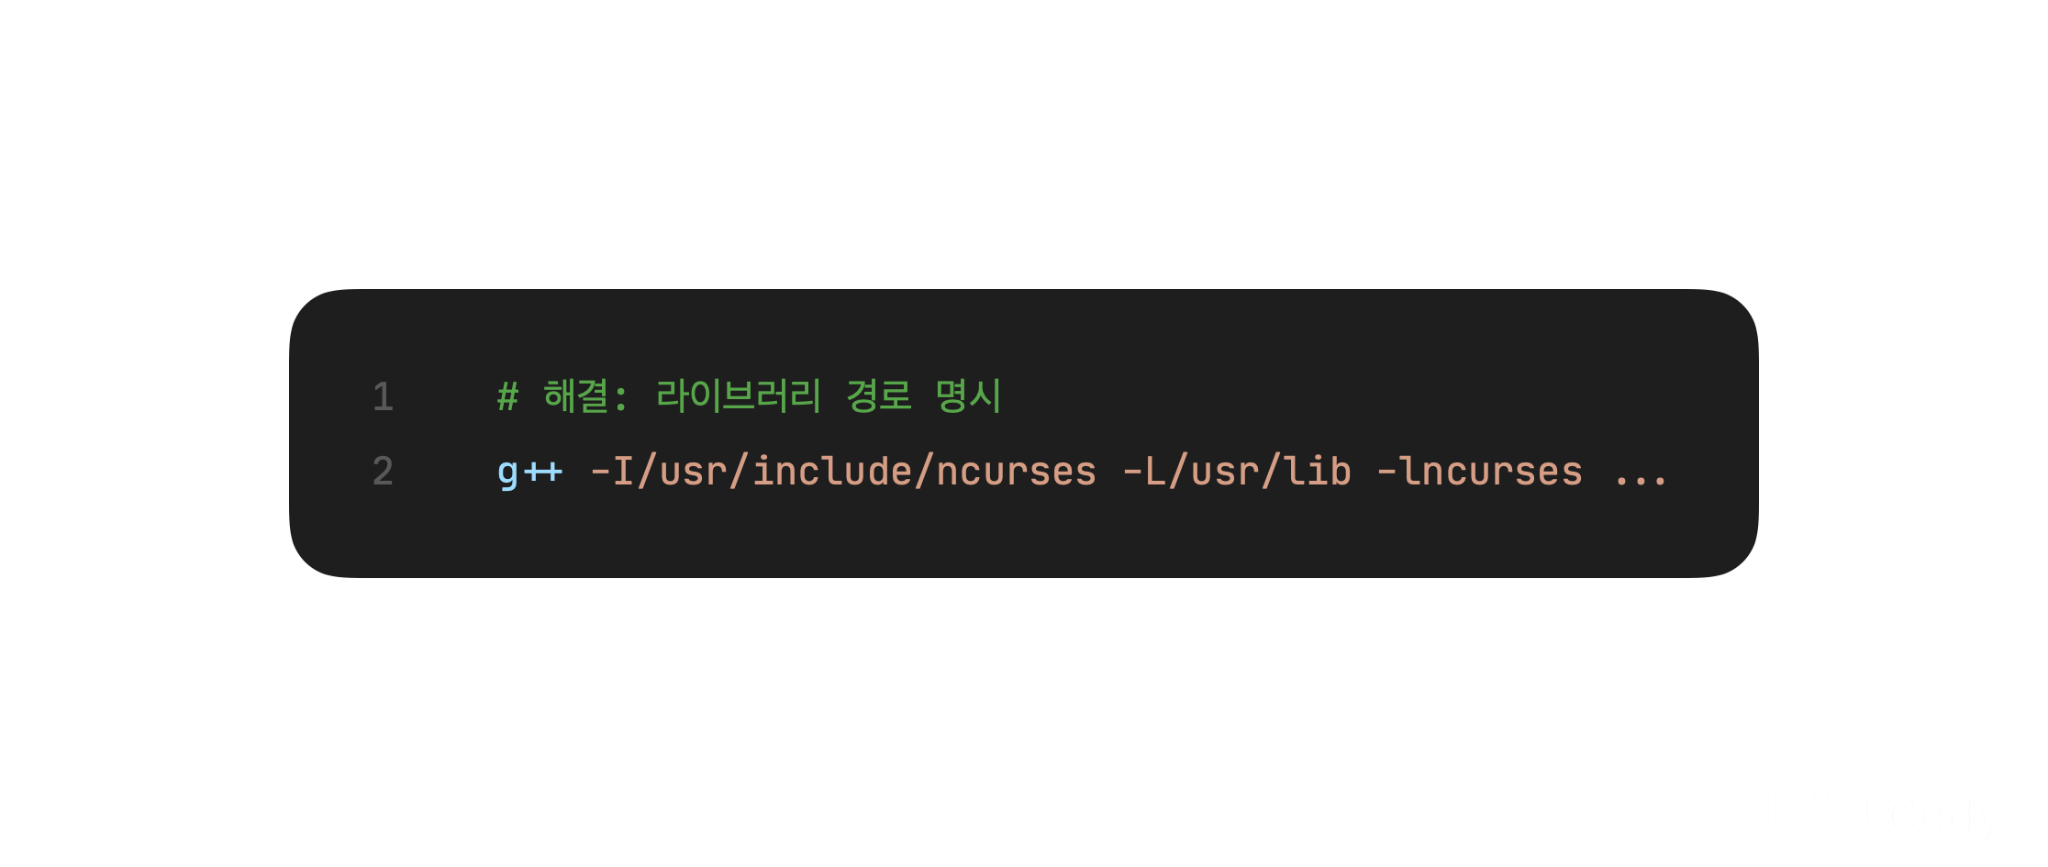 1 # 해결: 라이브러리 경로 명시
2 g++ -I/usr/include/ncurses -L/usr/lib -lncurses ...